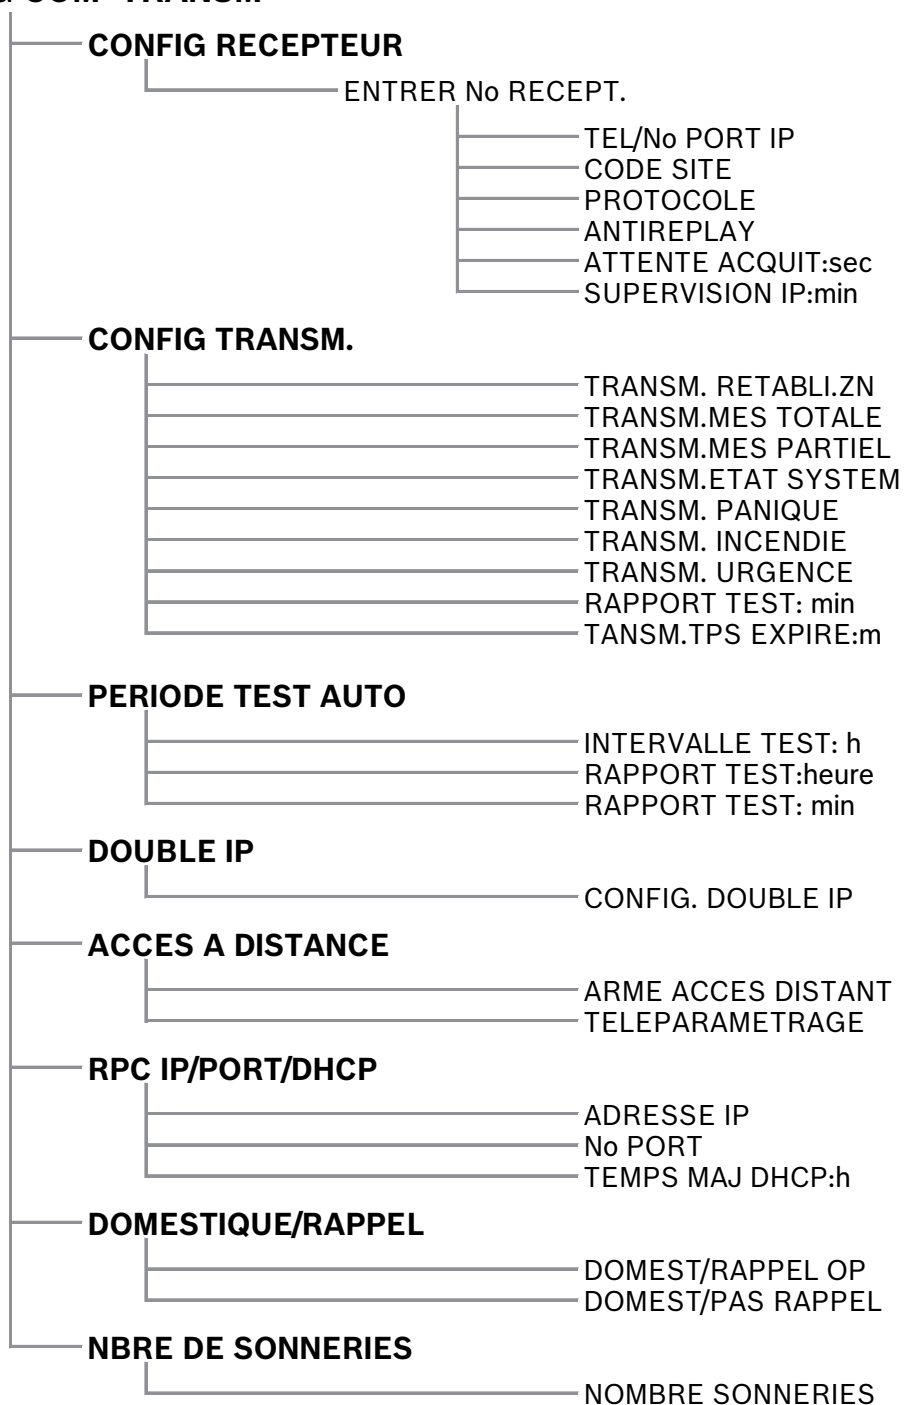 CONFIG RECEPTEUR
ENTRER No RECEPT.
TEL/No PORT IP
CODE SITE
PROTOCOLE
ANTIREPLAY
ATTENTE ACQUIT:sec
SUPERVISION IP:min
CONFIG TRANSM.
TRANSM. RETABLI.ZN
TRANSM.MES TOTALE
TRANSM.MES PARTIEL
TRANSM.ETAT SYSTEM
TRANSM. PANIQUE
TRANSM. INCENDIE
TRANSM. URGENCE
RAPPORT TEST: min
TANSM.TPS EXPIRE:m
PERIODE TEST AUTO
INTERVALLE TEST: h
RAPPORT TEST:heure
RAPPORT TEST: min
DOUBLE IP
CONFIG. DOUBLE IP
ACCES A DISTANCE
ARME ACCES DISTANT
TELEPARAMETRAGE
RPC IP/PORT/DHCP
ADRESSE IP
No PORT
TEMPS MAJ DHCP:h
DOMESTIQUE/RAPPEL
DOMEST/RAPPEL OP
DOMEST/PAS RAPPEL
NBRE DE SONNERIES
NOMBRE SONNERIES